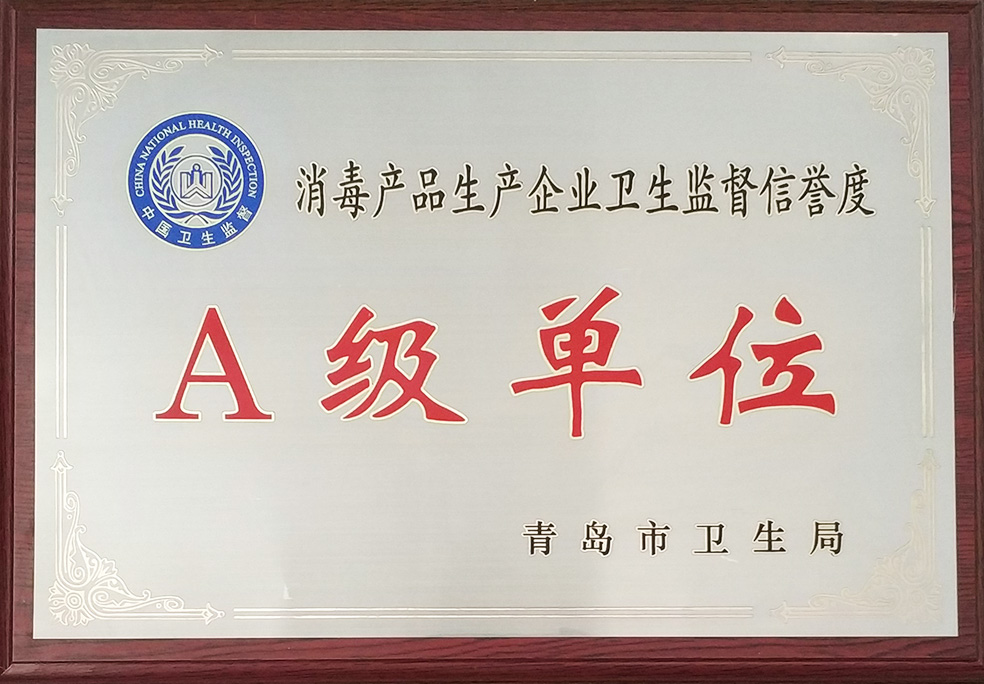 CHINA NATIONAL HEALTH INSPECTION
中国卫生监督
消毒产品生产企业卫生监督信誉度
A级单位
青岛市卫生局